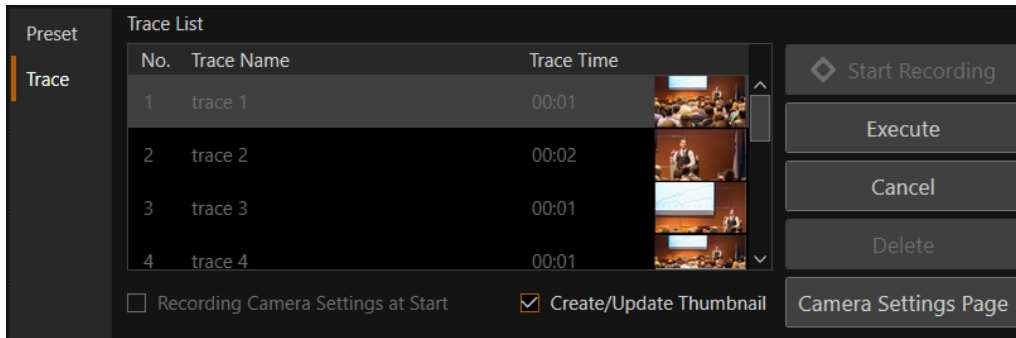 Preset
Trace
Trace List
No. Trace Name Trace Time
1 trace 1 00:01
2 trace 2 00:02
3 trace 3 00:01
4 trace 4 00:01
Recording Camera Settings at Start
Create/Update Thumbnail
Start Recording
Execute
Cancel
Delete
Camera Settings Page